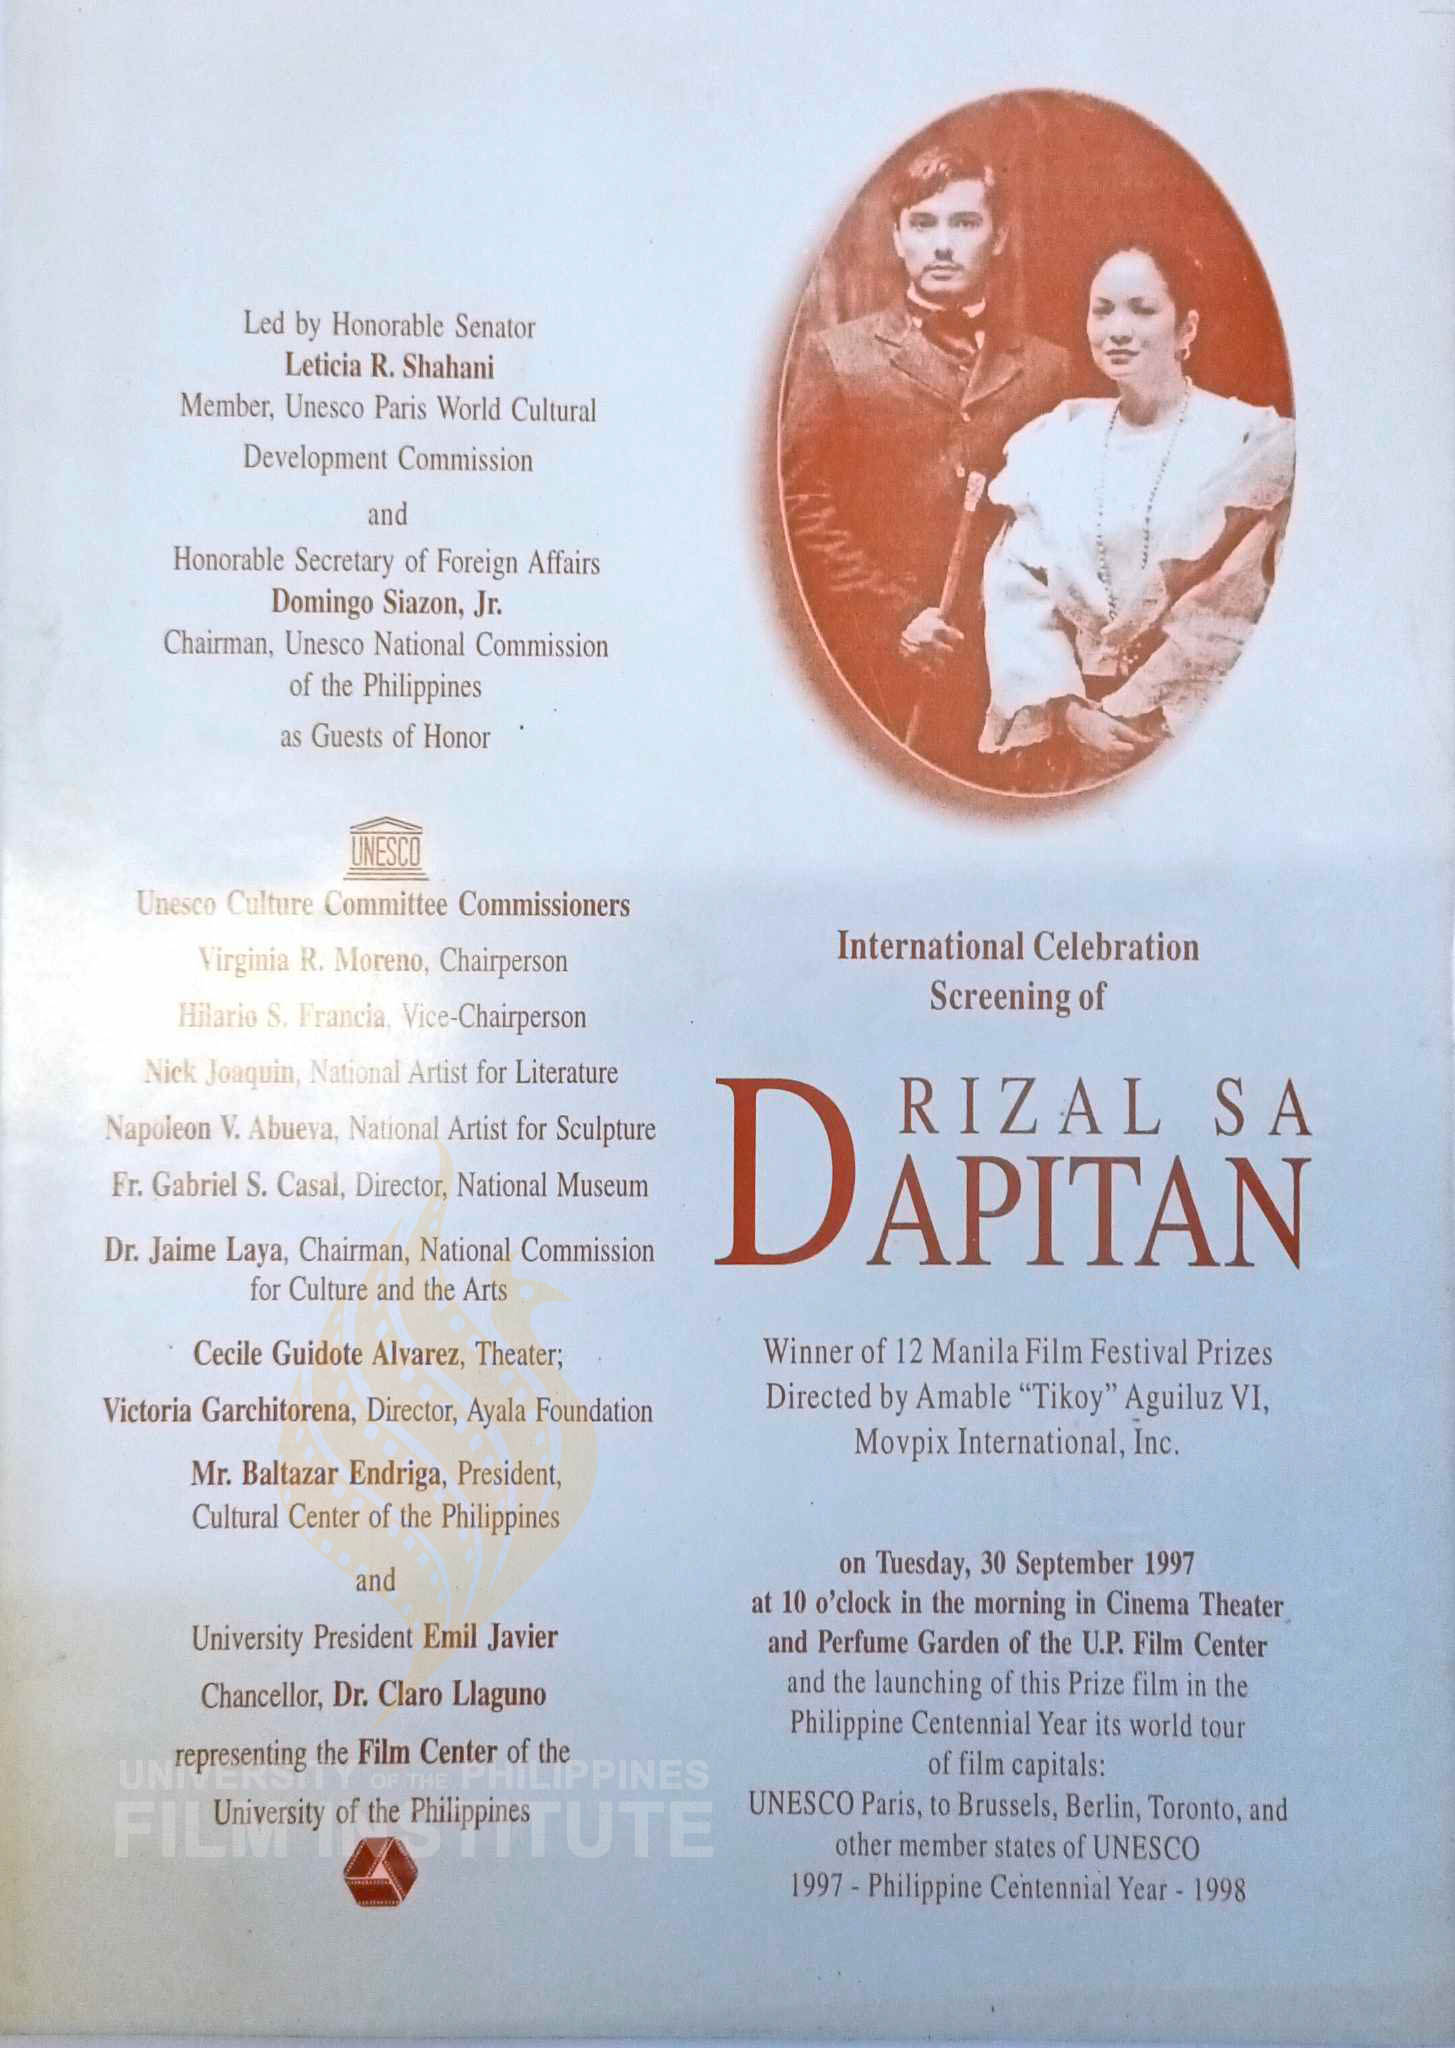 Led by Honorable Senator
Leticia R. Shahani
Member, Unesco Paris World Cultural
Development Commission
and
Honorable Secretary of Foreign Affairs
Domingo Siazon, Jr.
Chairman, Unesco National Commission
of the Philippines
as Guests of Honor
UNESCO
Unesco Culture Committee Commissioners
Virginia R. Moreno, Chairperson
Hilario S. Francia, Vice-Chairperson
Nick Joaquin, National Artist for Literature
Napoleon V. Abueva, National Artist for Sculpture
Fr. Gabriel S. Casal, Director, National Museum
Dr. Jaime Laya, Chairman, National Commission
for Culture and the Arts
Cecile Guidote Alvarez, Theater;
Victoria Garchitorena, Director, Ayala Foundation
Mr. Baltazar Endriga, President,
Cultural Center of the Philippines
and
University President Emil Javier
Chancellor, Dr. Claro Llaguno
representing the Film Center of the
University of the Philippines
UNIVERSITY OF THE PHILIPPINES
FILM INSTITUTE
International Celebration
Screening of
RIZAL SA
DAPITAN
Winner of 12 Manila Film Festival Prizes
Directed by Amable “Tikoy” Aguiluz VI,
Movpix International, Inc.
on Tuesday, 30 September 1997
at 10 o’clock in the morning in Cinema Theater
and Perfume Garden of the U.P. Film Center
and the launching of this Prize film in the
Philippine Centennial Year its world tour
of film capitals:
UNESCO Paris, to Brussels, Berlin, Toronto, and
other member states of UNESCO
1997 - Philippine Centennial Year - 1998